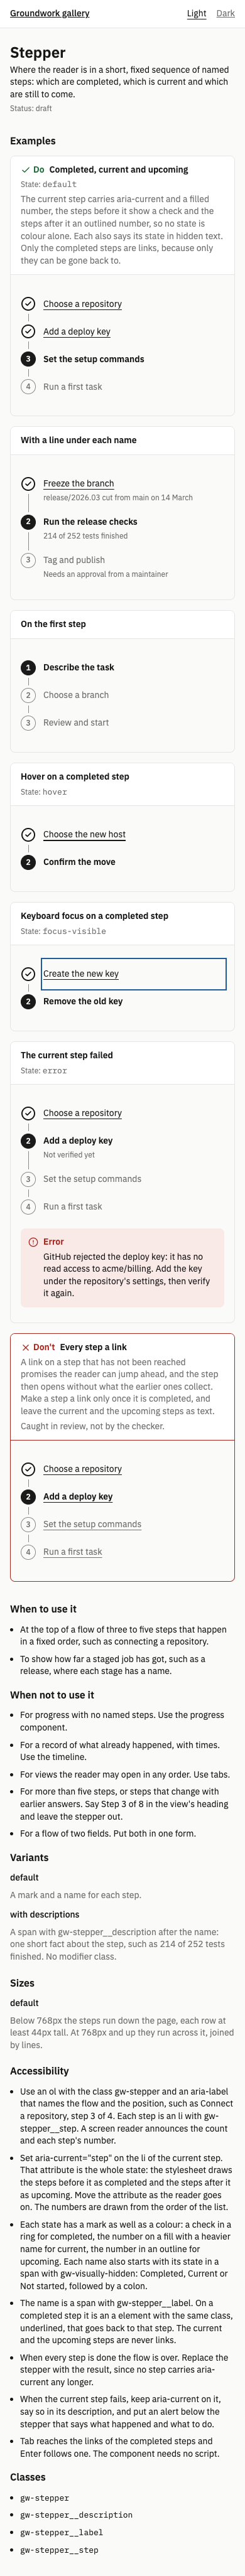 Groundwork gallery
Light Dark
Stepper
Where the reader is in a short, fixed sequence of named
steps: which are completed, which is current and which
are still to come.
Status: draft
Examples
Do Completed, current and upcoming
State: default
The current step carries aria-current and a filled
number, the steps before it show a check and the
steps after it an outlined number, so no state is
colour alone. Each also says its state in hidden text.
Only the completed steps are links, because only
they can be gone back to.
Choose a repository
Add a deploy key
3 Set the setup commands
4 Run a first task
With a line under each name
Freeze the branch
release/2026.03 cut from main on 14 March
2 Run the release checks
214 of 252 tests finished
3 Tag and publish
Needs an approval from a maintainer
On the first step
1 Describe the task
2 Choose a branch
3 Review and start
Hover on a completed step
State: hover
Choose the new host
2 Confirm the move
Keyboard focus on a completed step
State: focus-visible
Create the new key
2 Remove the old key
The current step failed
State: error
Choose a repository
2 Add a deploy key
Not verified yet
3 Set the setup commands
4 Run a first task
Error
GitHub rejected the deploy key: it has no
read access to acme/billing. Add the key
under the repository's settings, then verify
it again.
Don't Every step a link
A link on a step that has not been reached
promises the reader can jump ahead, and the step
then opens without what the earlier ones collect.
Make a step a link only once it is completed, and
leave the current and the upcoming steps as text.
Caught in review, not by the checker.
Choose a repository
2 Add a deploy key
3 Set the setup commands
4 Run a first task
When to use it
• At the top of a flow of three to five steps that happen
in a fixed order, such as connecting a repository.
• To show how far a staged job has got, such as a
release, where each stage has a name.
When not to use it
• For progress with no named steps. Use the progress
component.
• For a record of what already happened, with times.
Use the timeline.
• For views the reader may open in any order. Use tabs.
• For more than five steps, or steps that change with
earlier answers. Say Step 3 of 8 in the view's heading
and leave the stepper out.
• For a flow of two fields. Put both in one form.
Variants
default
A mark and a name for each step.
with descriptions
A span with gw-stepper__description after the name:
one short fact about the step, such as 214 of 252 tests
finished. No modifier class.
Sizes
default
Below 768px the steps run down the page, each row at
least 44px tall. At 768px and up they run across it, joined
by lines.
Accessibility
• Use an ol with the class gw-stepper and an aria-label
that names the flow and the position, such as Connect
a repository, step 3 of 4. Each step is an li with gw-
stepper__step. A screen reader announces the count
and each step's number.
• Set aria-current="step" on the li of the current step.
That attribute is the whole state: the stylesheet draws
the steps before it as completed and the steps after it
as upcoming. Move the attribute as the reader goes
on. The numbers are drawn from the order of the list.
• Each state has a mark as well as a colour: a check in a
ring for completed, the number on a fill with a heavier
name for current, the number in an outline for
upcoming. Each name also starts with its state in a
span with gw-visually-hidden: Completed, Current or
Not started, followed by a colon.
• The name is a span with gw-stepper__label. On a
completed step it is an a element with the same class,
underlined, that goes back to that step. The current
and the upcoming steps are never links.
• When every step is done the flow is over. Replace the
stepper with the result, since no step carries aria-
current any longer.
• When the current step fails, keep aria-current on it,
say so in its description, and put an alert below the
stepper that says what happened and what to do.
• Tab reaches the links of the completed steps and
Enter follows one. The component needs no script.
Classes
• gw-stepper
• gw-stepper__description
• gw-stepper__label
• gw-stepper__step